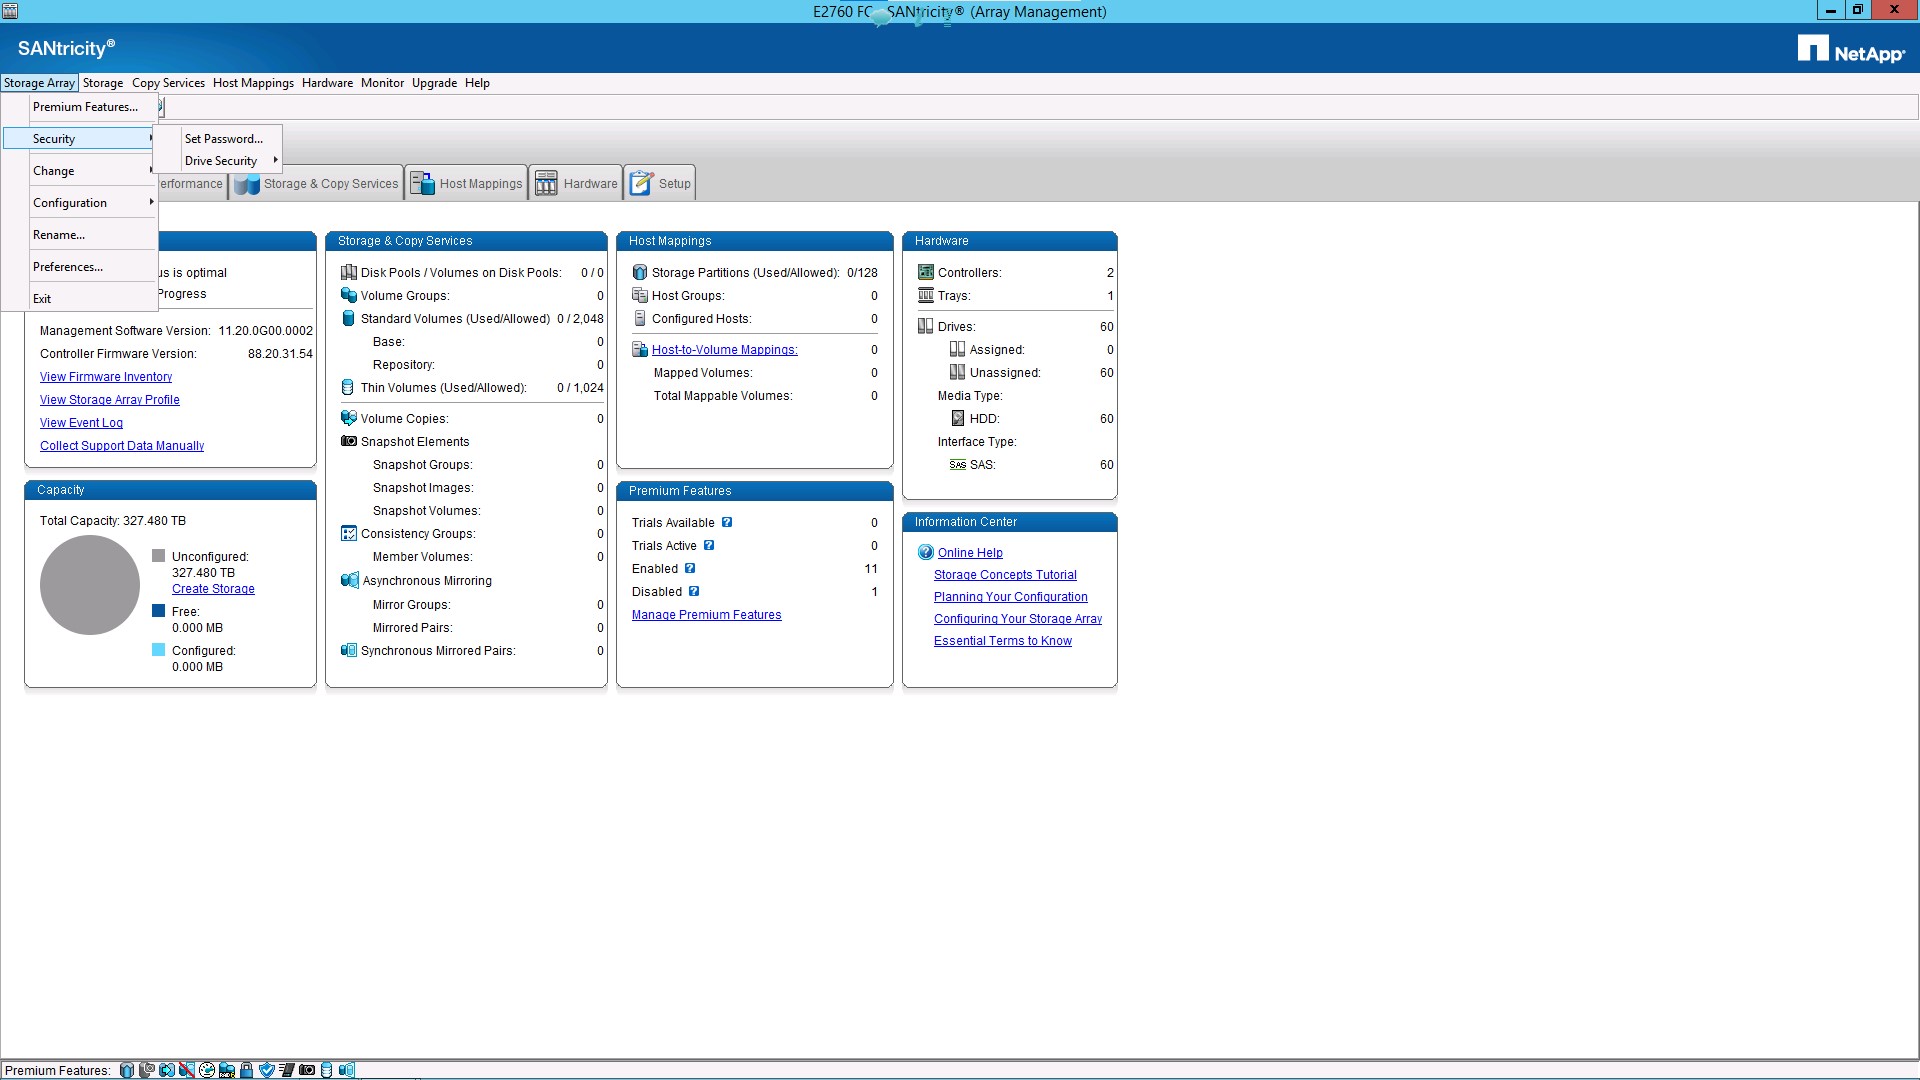 E2760 FC - SANtricity® (Array Management)
SANtricity®
NetApp®
Storage Array Storage Copy Services Host Mappings Hardware Monitor Upgrade Help
Premium Features...
Security
Set Password...
Drive Security
Change
Configuration
Rename...
Preferences...
Exit
erformance
Storage & Copy Services
Host Mappings
Hardware
Setup
us is optimal
Progress
Management Software Version: 11.20.0G00.0002
Controller Firmware Version: 88.20.31.54
View Firmware Inventory
View Storage Array Profile
View Event Log
Collect Support Data Manually
Capacity
Total Capacity: 327.480 TB
Unconfigured:
327.480 TB
Create Storage
Free:
0.000 MB
Configured:
0.000 MB
Storage & Copy Services
Disk Pools / Volumes on Disk Pools: 0 / 0
Volume Groups: 0
Standard Volumes (Used/Allowed) 0 / 2,048
Base: 0
Repository: 0
Thin Volumes (Used/Allowed): 0 / 1,024
Volume Copies: 0
Snapshot Elements
Snapshot Groups: 0
Snapshot Images: 0
Snapshot Volumes: 0
Consistency Groups: 0
Member Volumes: 0
Asynchronous Mirroring
Mirror Groups: 0
Mirrored Pairs: 0
Synchronous Mirrored Pairs: 0
Host Mappings
Storage Partitions (Used/Allowed): 0/128
Host Groups: 0
Configured Hosts: 0
Host-to-Volume Mappings: 0
Mapped Volumes: 0
Total Mappable Volumes: 0
Premium Features
Trials Available ? 0
Trials Active ? 0
Enabled ? 11
Disabled ? 1
Manage Premium Features
Hardware
Controllers: 2
Trays: 1
Drives: 60
Assigned: 0
Unassigned: 60
Media Type:
HDD: 60
Interface Type:
SAS SAS: 60
Information Center
? Online Help
Storage Concepts Tutorial
Planning Your Configuration
Configuring Your Storage Array
Essential Terms to Know
Premium Features: